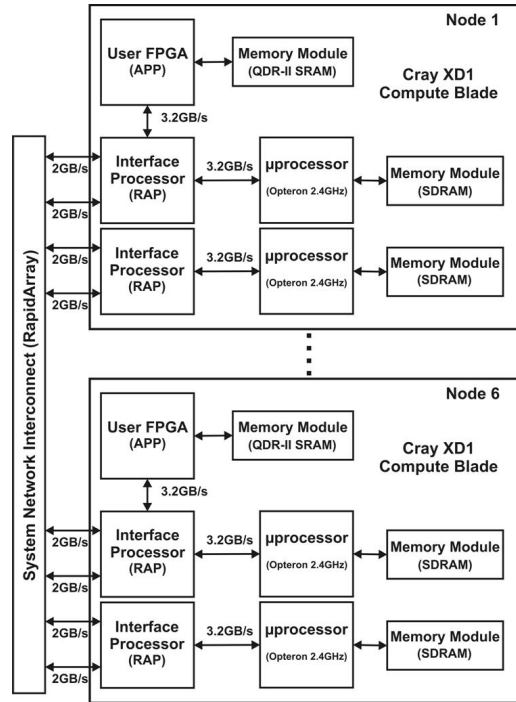 Node 1
User FPGA
(APP)
Memory Module
(QDR-II SRAM)
Cray XD1
Compute Blade
3.2GB/s
System Network Interconnect (RapidArray)
2GB/s
2GB/s
Interface
Processor
(RAP)
3.2GB/s
µprocessor
(Opteron 2.4GHz)
Memory Module
(SDRAM)
2GB/s
2GB/s
Interface
Processor
(RAP)
3.2GB/s
µprocessor
(Opteron 2.4GHz)
Memory Module
(SDRAM)
Node 6
User FPGA
(APP)
Memory Module
(QDR-II SRAM)
Cray XD1
Compute Blade
3.2GB/s
2GB/s
2GB/s
Interface
Processor
(RAP)
3.2GB/s
µprocessor
(Opteron 2.4GHz)
Memory Module
(SDRAM)
2GB/s
2GB/s
Interface
Processor
(RAP)
3.2GB/s
µprocessor
(Opteron 2.4GHz)
Memory Module
(SDRAM)